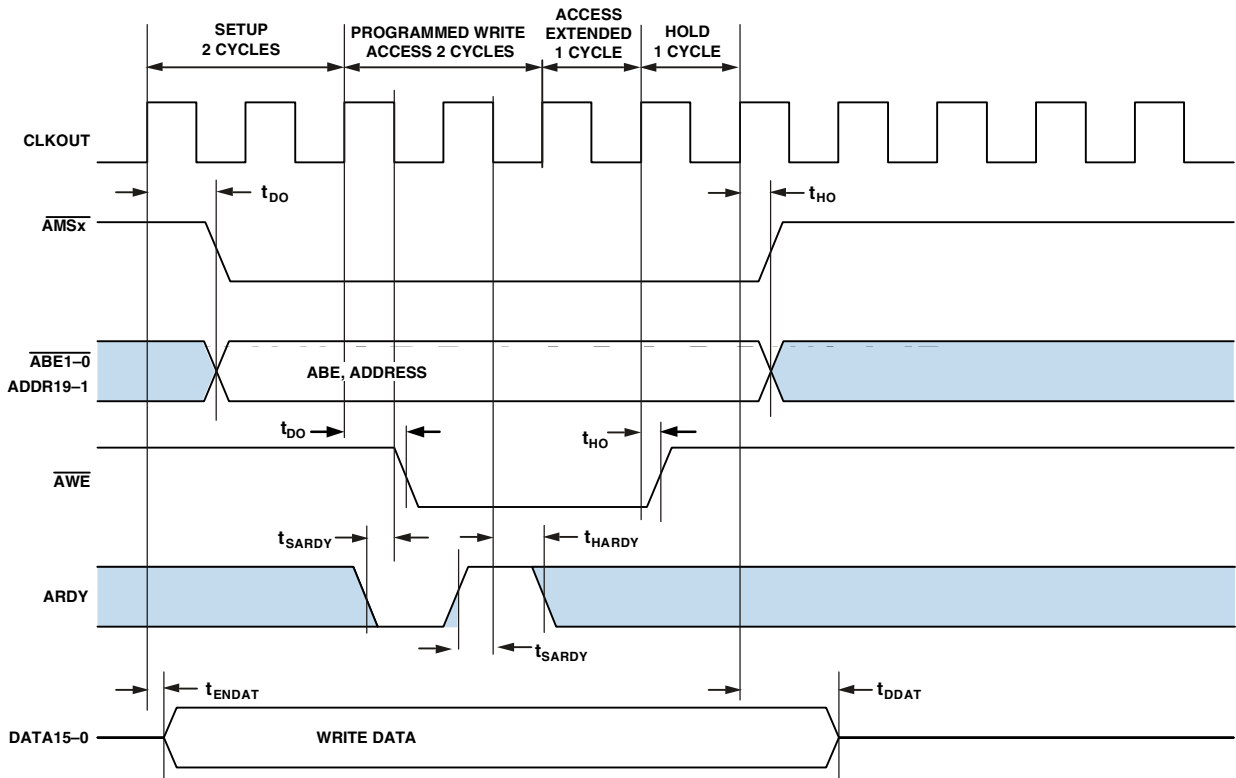 SETUP
2 CYCLES
PROGRAMMED WRITE
ACCESS 2 CYCLES
ACCESS
EXTENDED
1 CYCLE
HOLD
1 CYCLE
CLKOUT
tDO
tHO
AMSx
ABE1–0
ADDR19–1
ABE, ADDRESS
tDO
tHO
AWE
tSARDY
tHARDY
ARDY
tSARDY
tENDAT
tDDAT
DATA15–0
WRITE DATA